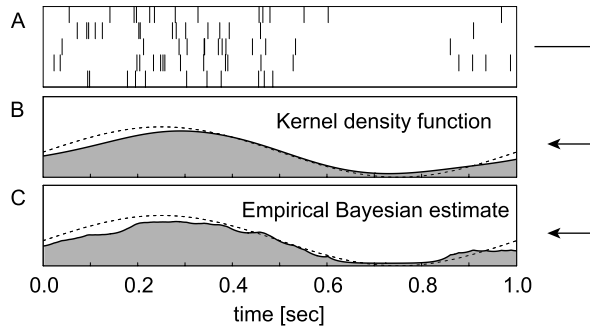 A
B
Kernel density function
C
Empirical Bayesian estimate
0.0 0.2 0.4 0.6 0.8 1.0
time [sec]